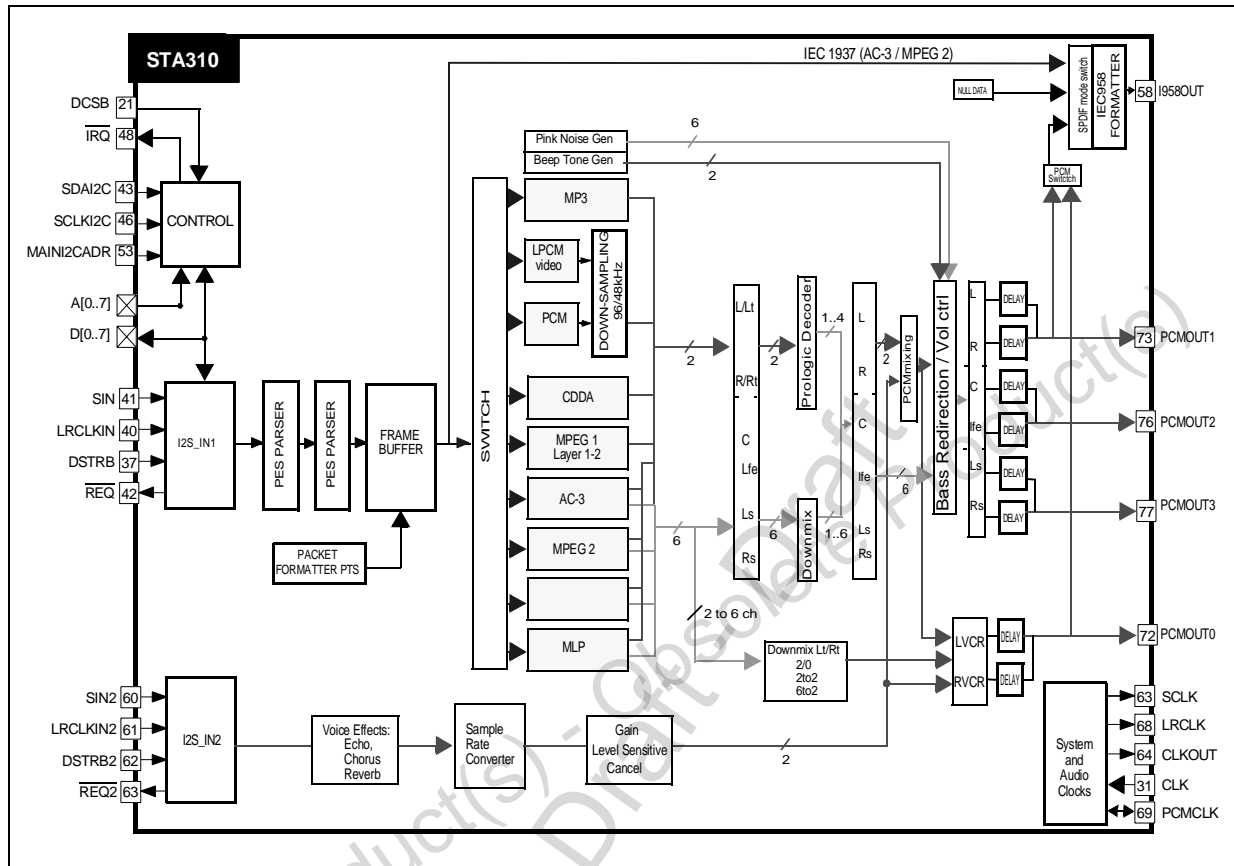 STA310
IEC 1937 (AC-3 / MPEG 2)
DCSB 21
IRQ 48
SDAI2C 43
SCLKI2C 46
MAINI2CADR 53
A[0..7]
D[0..7]
CONTROL
SIN 41
LRCLKIN 40
DSTRB 37
REQ 42
I2S_IN1
PES PARSER
PES PARSER
FRAME
BUFFER
PACKET
FORMATTER PTS
SWITCH
Pink Noise Gen
Beep Tone Gen
6
2
MP3
LPCM
video
PCM
DOWN-SAMPLING
96/48kHz
CDDA
MPEG 1
Layer 1-2
AC-3
MPEG 2
MLP
2
6
2 to 6 ch
L/Lt
R/Rt
C
Lfe
Ls
Rs
2
6
Prologic Decoder
Downmix
1..4
1..6
L
R
C
lfe
Ls
Rs
2
6
PCMmixing
Bass Redirection / Vol ctrl
L
R
C
lfe
Ls
Rs
DELAY
DELAY
DELAY
DELAY
DELAY
DELAY
NULL DATA
SPDIF mode switch
IEC958
FORMATTER
PCM
Switctch
58 I958OUT
73 PCMOUT1
76 PCMOUT2
77 PCMOUT3
72 PCMOUT0
Downmix Lt/Rt
2/0
2to2
6to2
LVCR
RVCR
DELAY
DELAY
SIN2 60
LRCLKIN2 61
DSTRB2 62
REQ2 63
I2S_IN2
Voice Effects:
Echo,
Chorus
Reverb
Sample
Rate
Converter
Gain
Level Sensitive
Cancel
2
System
and
Audio
Clocks
63 SCLK
68 LRCLK
64 CLKOUT
31 CLK
69 PCMCLK
duct(s) - Obsolete Product(s)
Draft Draft